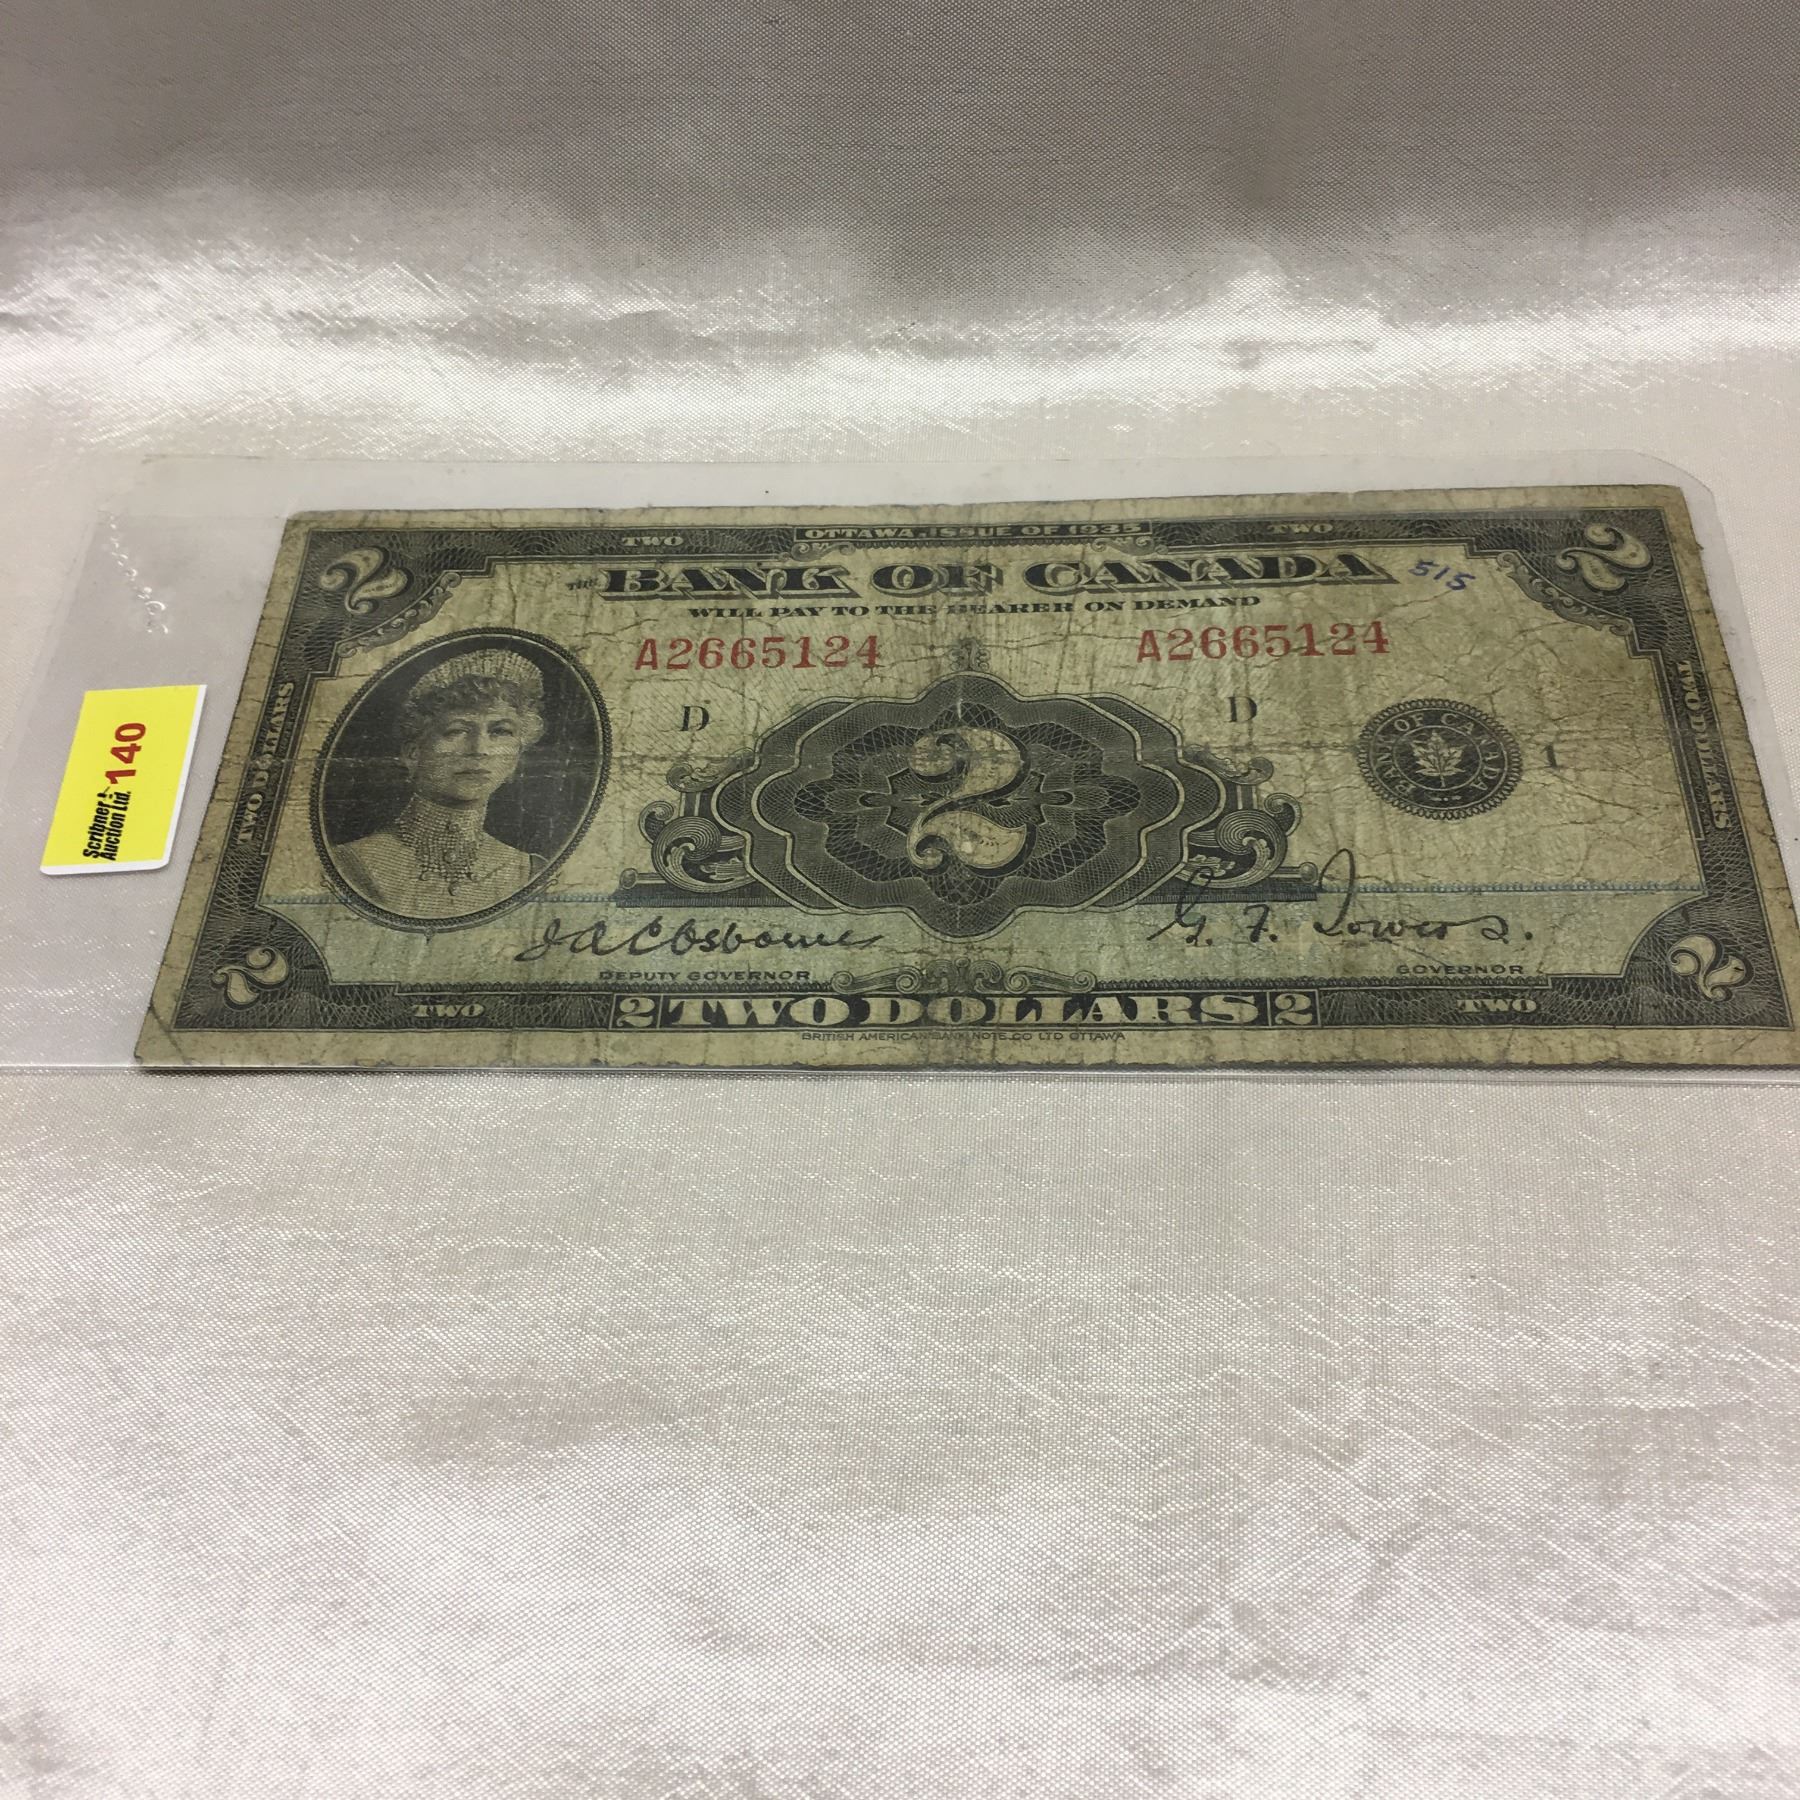 TWO OTTAWA, ISSUE OF 1935 TWO
2 2
THE BANK OF CANADA 515
WILL PAY TO THE BEARER ON DEMAND
A2665124 A2665124
D D
TWO DOLLARS TWO DOLLARS
BANK OF CANADA
1
2
J A C Osborne G. F. Towers.
DEPUTY GOVERNOR GOVERNOR
2 2
TWO 2 TWO DOLLARS 2 TWO
BRITISH AMERICAN BANK NOTE CO LTD OTTAWA
Scribner
Auction Ltd. 140